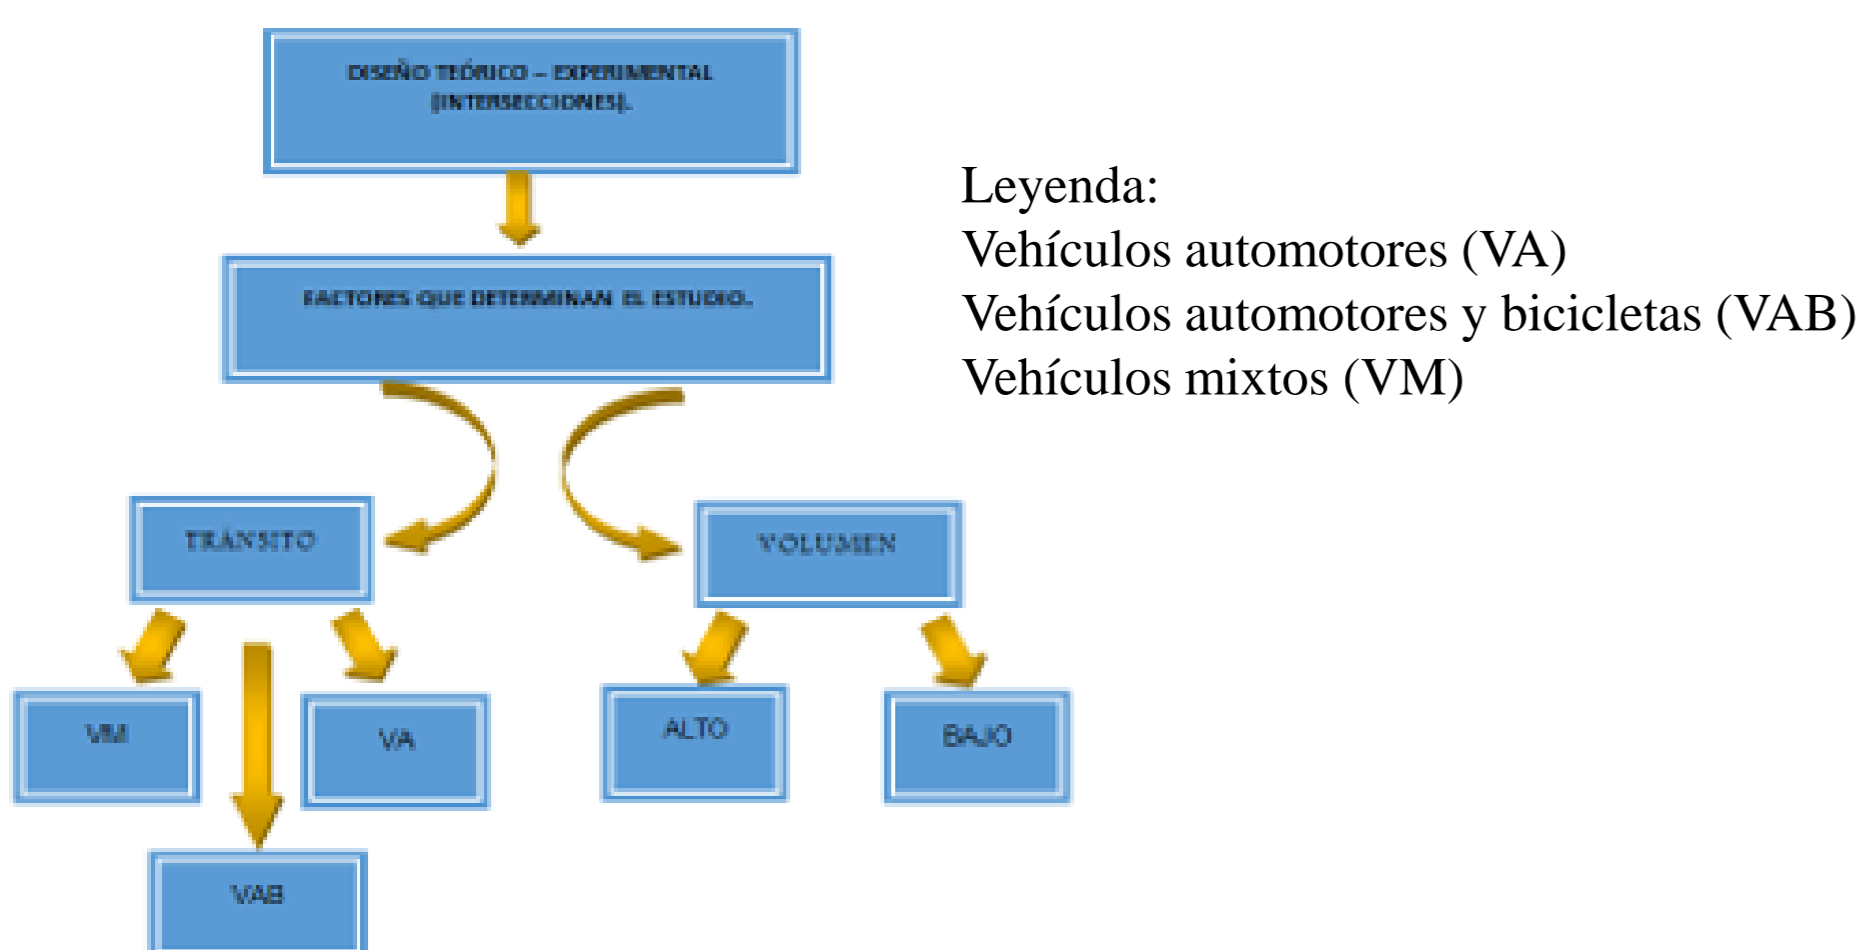 DISEÑO TEÓRICO – EXPERIMENTAL
(INTERSECCIONES).
FACTORES QUE DETERMINAN EL ESTUDIO.
Leyenda:
Vehículos automotores (VA)
Vehículos automotores y bicicletas (VAB)
Vehículos mixtos (VM)
TRÁNSITO
VOLUMEN
VM
VA
ALTO
BAJO
VAB